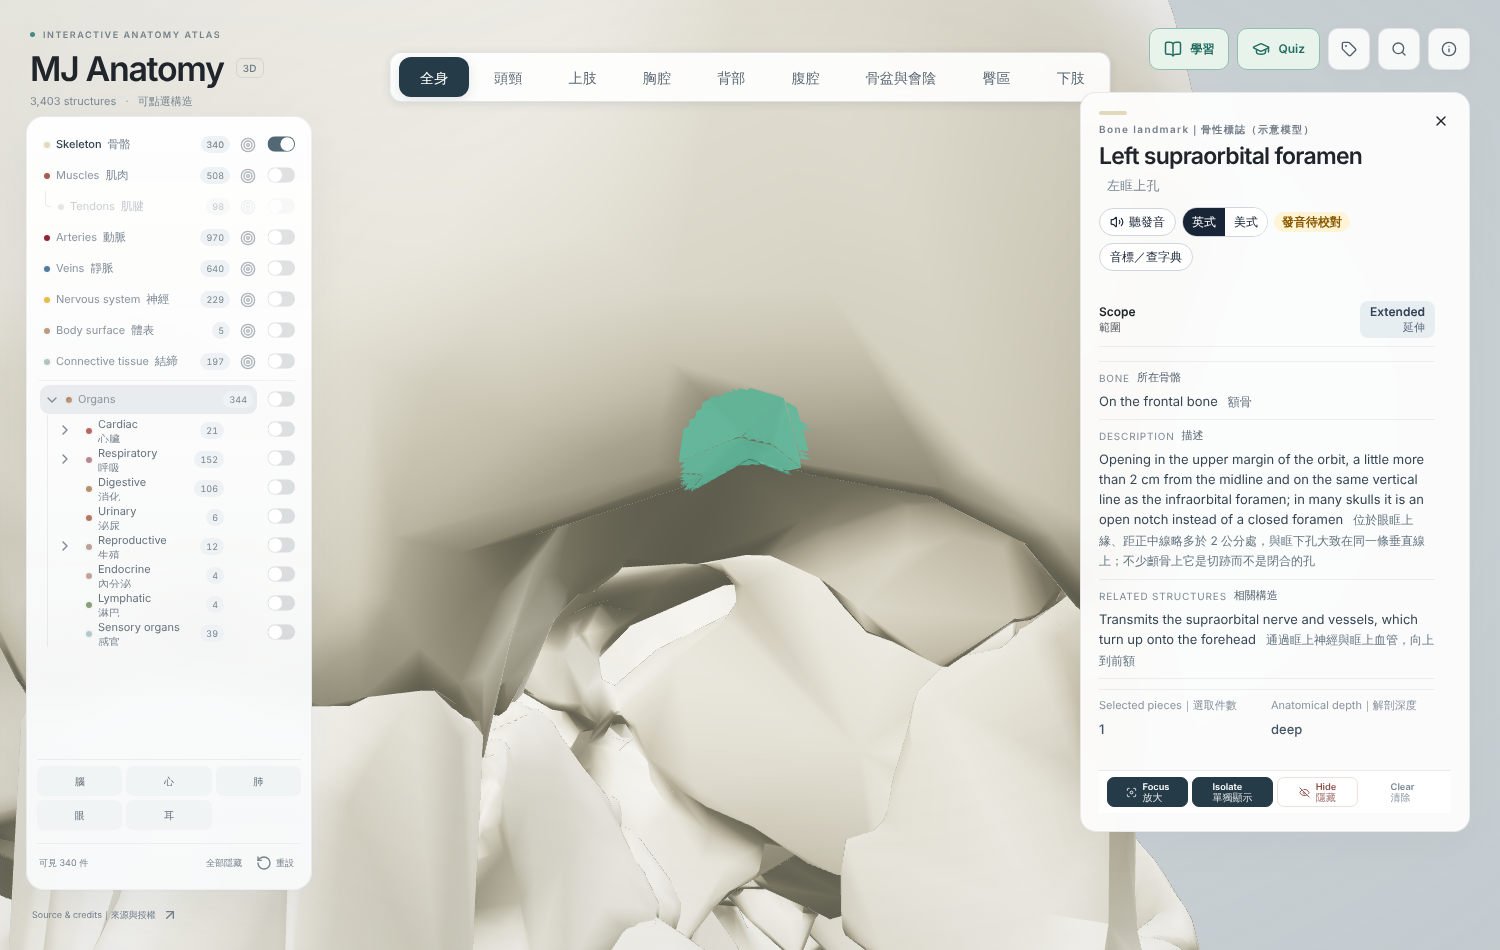 INTERACTIVE ANATOMY ATLAS
MJ Anatomy 3D
3,403 structures · 可點選構造
全身 頭頸 上肢 胸腔 背部 腹腔 骨盆與會陰 臀區 下肢
學習 Quiz
Skeleton 骨骼 340
Muscles 肌肉 508
Tendons 肌腱 98
Arteries 動脈 970
Veins 靜脈 640
Nervous system 神經 229
Body surface 體表 5
Connective tissue 結締 197
Organs 344
Cardiac 21
心臟
Respiratory 152
呼吸
Digestive 106
消化
Urinary 6
泌尿
Reproductive 12
生殖
Endocrine 4
內分泌
Lymphatic 4
淋巴
Sensory organs 39
感官
腦 心 肺
眼 耳
可見 340 件 全部隱藏 重設
Source & credits | 來源與授權
Bone landmark | 骨性標誌（示意模型）
Left supraorbital foramen
左眶上孔
聽發音 英式 美式 發音待校對
音標／查字典
Scope Extended
範圍 延伸
BONE 所在骨骼
On the frontal bone 額骨
DESCRIPTION 描述
Opening in the upper margin of the orbit, a little more
than 2 cm from the midline and on the same vertical
line as the infraorbital foramen; in many skulls it is an
open notch instead of a closed foramen 位於眼眶上
緣、距正中線略多於 2 公分處，與眶下孔大致在同一條垂直線
上；不少顱骨上它是切跡而不是閉合的孔
RELATED STRUCTURES 相關構造
Transmits the supraorbital nerve and vessels, which
turn up onto the forehead 通過眶上神經與眶上血管，向上
到前額
Selected pieces | 選取件數 Anatomical depth | 解剖深度
1 deep
Focus Isolate Hide Clear
放大 單獨顯示 隱藏 清除